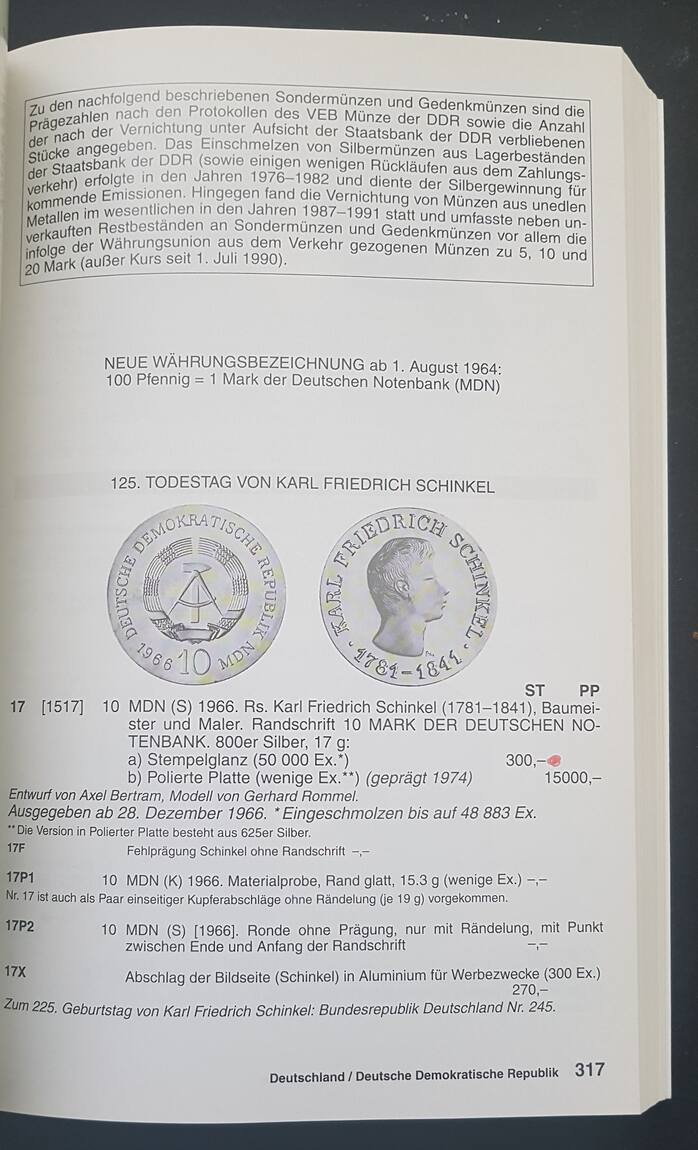 Zu den nachfolgend beschriebenen Sondermünzen und Gedenkmünzen sind die
Prägezahlen nach den Protokollen des VEB Münze der DDR sowie die Anzahl
der nach der Vernichtung unter Aufsicht der Staatsbank der DDR verbliebenen
Stücke angegeben. Das Einschmelzen von Silbermünzen aus Lagerbeständen
der Staatsbank der DDR (sowie einigen wenigen Rückläufen aus dem Zahlungs-
verkehr) erfolgte in den Jahren 1976–1982 und diente der Silbergewinnung für
kommende Emissionen. Hingegen fand die Vernichtung von Münzen aus unedlen
Metallen im wesentlichen in den Jahren 1987–1991 statt und umfasste neben un-
verkauften Restbeständen an Sondermünzen und Gedenkmünzen vor allem die
infolge der Währungsunion aus dem Verkehr gezogenen Münzen zu 5, 10 und
20 Mark (außer Kurs seit 1. Juli 1990).
NEUE WÄHRUNGSBEZEICHNUNG ab 1. August 1964:
100 Pfennig = 1 Mark der Deutschen Notenbank (MDN)
125. TODESTAG VON KARL FRIEDRICH SCHINKEL
DEUTSCHE DEMOKRATISCHE REPUBLIK
1966 10 MDN
KARL FRIEDRICH SCHINKEL
· 1781–1841 ·
ST PP
17 [1517] 10 MDN (S) 1966. Rs. Karl Friedrich Schinkel (1781–1841), Baumei-
ster und Maler. Randschrift 10 MARK DER DEUTSCHEN NO-
TENBANK. 800er Silber, 17 g:
a) Stempelglanz (50 000 Ex.*) 300,–
b) Polierte Platte (wenige Ex.**) (geprägt 1974) 15000,–
Entwurf von Axel Bertram, Modell von Gerhard Rommel.
Ausgegeben ab 28. Dezember 1966. * Eingeschmolzen bis auf 48 883 Ex.
** Die Version in Polierter Platte besteht aus 625er Silber.
17F Fehlprägung Schinkel ohne Randschrift –,–
17P1 10 MDN (K) 1966. Materialprobe, Rand glatt, 15.3 g (wenige Ex.) –,–
Nr. 17 ist auch als Paar einseitiger Kupferabschläge ohne Rändelung (je 19 g) vorgekommen.
17P2 10 MDN (S) [1966]. Ronde ohne Prägung, nur mit Rändelung, mit Punkt
zwischen Ende und Anfang der Randschrift –,–
17X Abschlag der Bildseite (Schinkel) in Aluminium für Werbezwecke (300 Ex.)
270,–
Zum 225. Geburtstag von Karl Friedrich Schinkel: Bundesrepublik Deutschland Nr. 245.
Deutschland / Deutsche Demokratische Republik 317